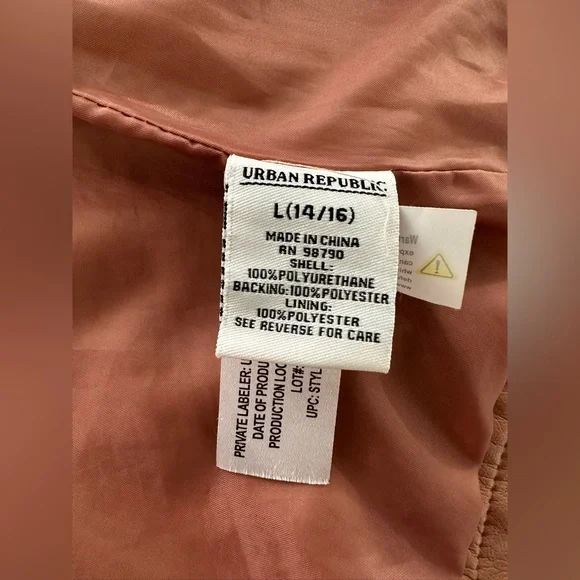 URBAN REPUBLIC
L(14/16)
MADE IN CHINA
RN 98790
SHELL:
100%POLYURETHANE
BACKING:100%POLYESTER
LINING:
100%POLYESTER
SEE REVERSE FOR CARE
PRIVATE LABELER: U
DATE OF PRODU
PRODUCTION LOC
LOT#:
UPC: STYL